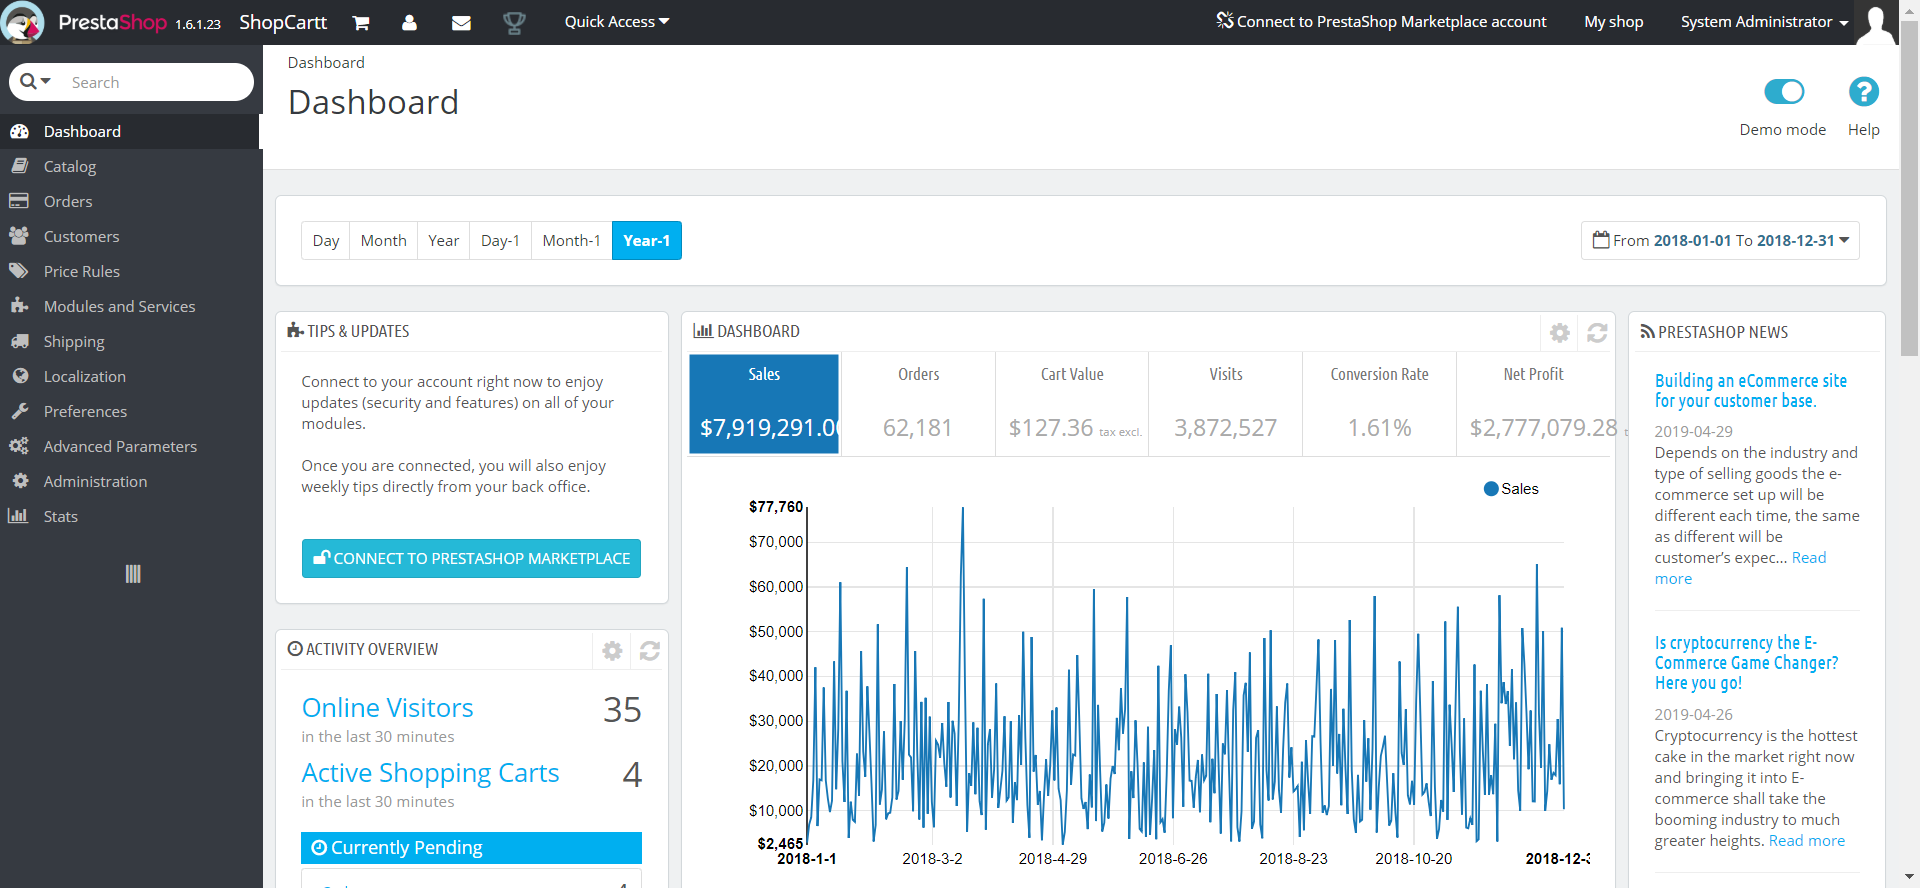 PrestaShop 1.6.1.23 ShopCartt Quick Access Connect to PrestaShop Marketplace account My shop System Administrator
Search
Dashboard
Catalog
Orders
Customers
Price Rules
Modules and Services
Shipping
Localization
Preferences
Advanced Parameters
Administration
Stats
Dashboard
Dashboard
Demo mode
Help
Day Month Year Day-1 Month-1 Year-1
From 2018-01-01 To 2018-12-31
TIPS & UPDATES
Connect to your account right now to enjoy
updates (security and features) on all of your
modules.
Once you are connected, you will also enjoy
weekly tips directly from your back office.
CONNECT TO PRESTASHOP MARKETPLACE
ACTIVITY OVERVIEW
Online Visitors 35
in the last 30 minutes
Active Shopping Carts 4
in the last 30 minutes
Currently Pending
DASHBOARD
Sales
$7,919,291.0
Orders
62,181
Cart Value
$127.36 tax excl.
Visits
3,872,527
Conversion Rate
1.61%
Net Profit
$2,777,079.28
Sales
$77,760
$70,000
$60,000
$50,000
$40,000
$30,000
$20,000
$10,000
$2,465
2018-1-1 2018-3-2 2018-4-29 2018-6-26 2018-8-23 2018-10-20 2018-12-3
PRESTASHOP NEWS
Building an eCommerce site
for your customer base.
2019-04-29
Depends on the industry and
type of selling goods the e-
commerce set up will be
different each time, the same
as different will be
customer’s expec... Read
more
Is cryptocurrency the E-
Commerce Game Changer?
Here you go!
2019-04-26
Cryptocurrency is the hottest
cake in the market right now
and bringing it into E-
commerce shall take the
booming industry to much
greater heights. Read more